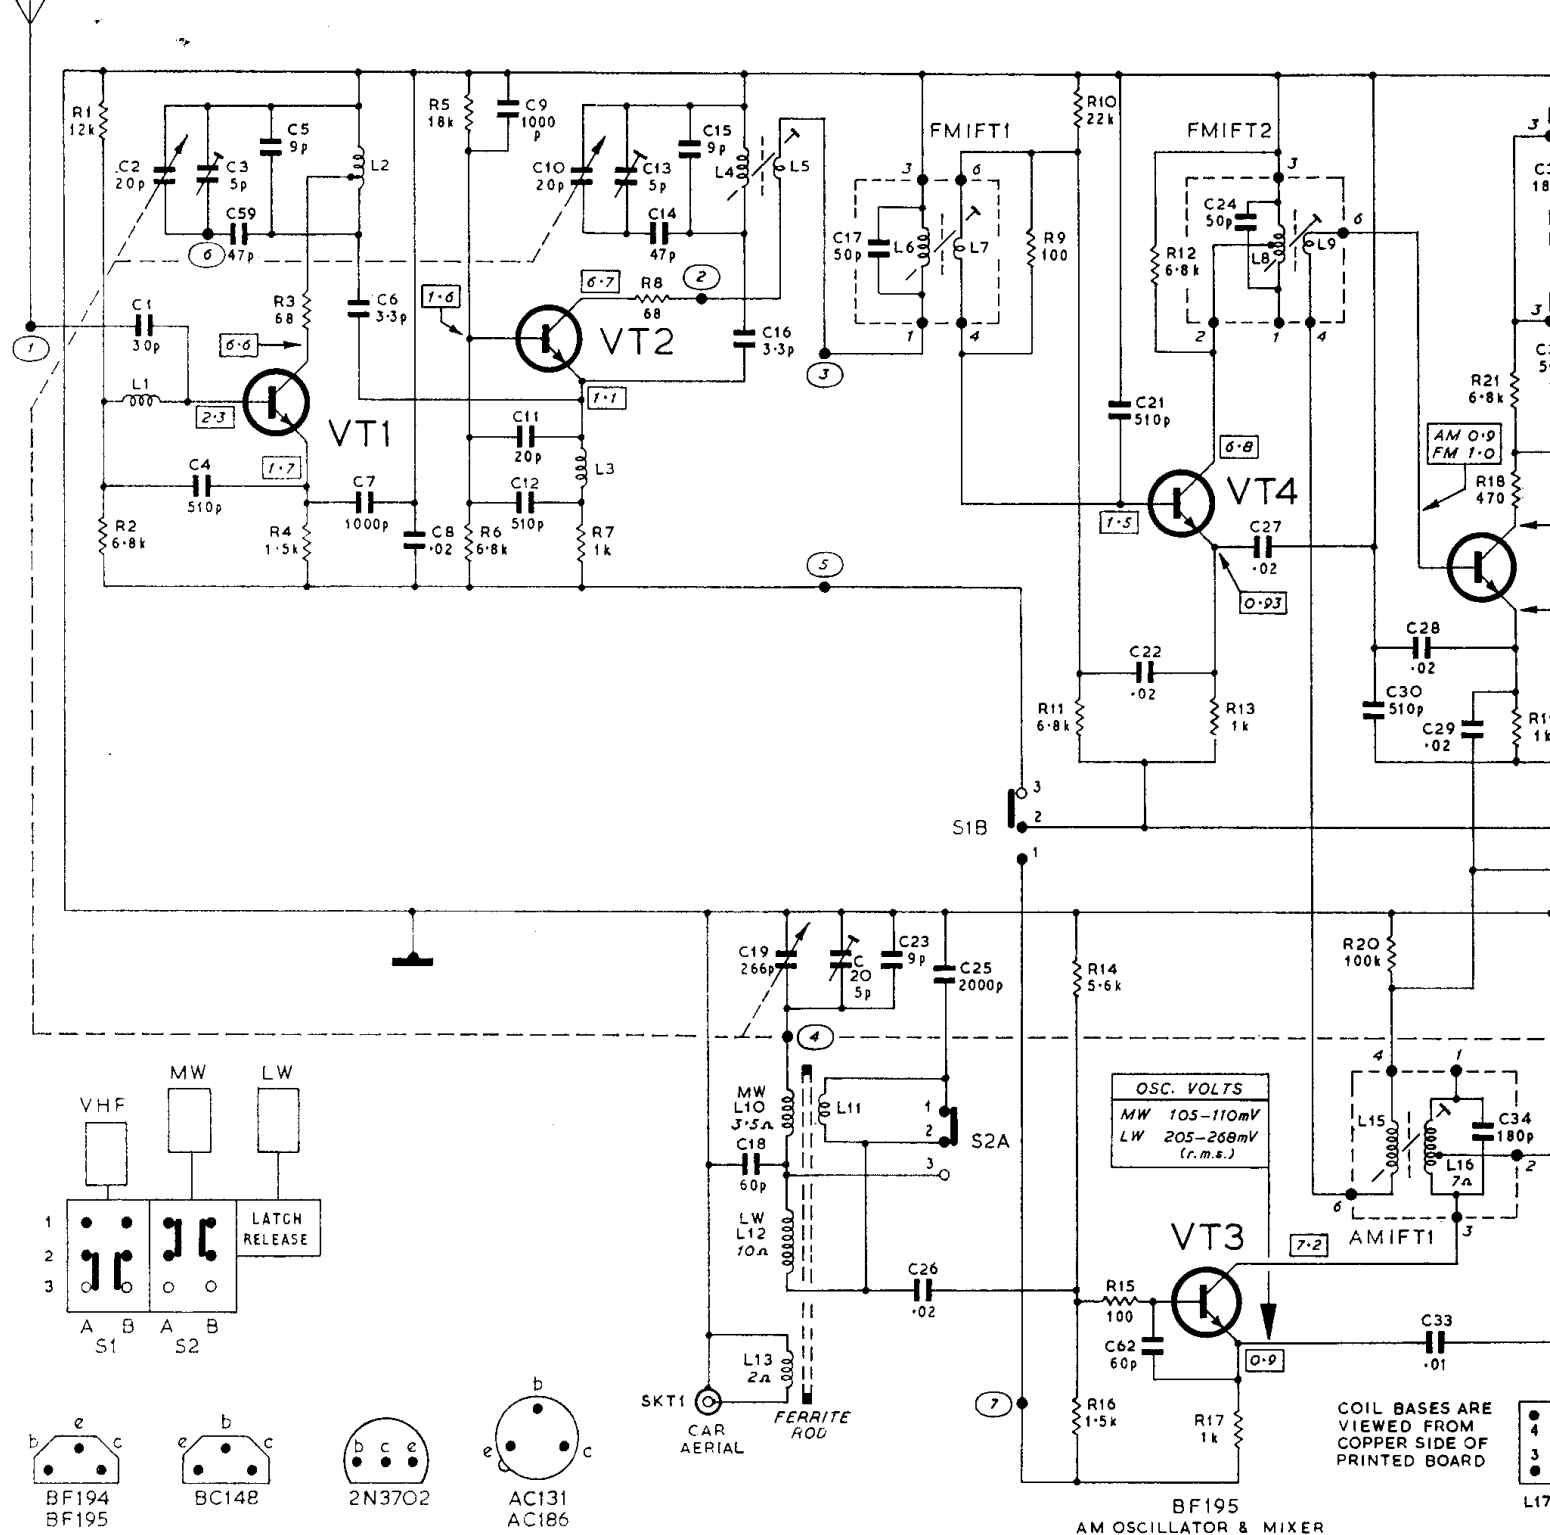 R1
12k
C2
20p
C3
5p
C5
9p
L2
C59
47p
6
R5
18k
C9
1000
p
C10
20p
C13
5p
C15
9p
L4
L5
C14
47p
FMIFT1
3
6
C17
50p
L6
L7
1
4
R9
100
R10
22k
FMIFT2
3
C24
50p
6
L8
L9
R12
6·8k
2
1
4
3
3
1
C1
30p
R3
68
6·6
C6
3·3p
1·6
6·7
R8
68
2
VT2
C16
3·3p
3
L1
2·3
VT1
1·1
C21
510p
R21
6·8k
AM 0·9
FM 1·0
R18
470
C4
510p
1·7
C7
1000p
C11
20p
L3
C12
510p
6·8
VT4
1·5
R2
6·8k
R4
1·5k
C8
·02
R6
6·8k
R7
1k
5
C27
·02
0·93
C28
·02
C22
·02
R11
6·8k
R13
1k
C30
510p
C29
·02
1k
S1B
3
2
1
C19
266p
C
20
5p
C23
9p
C25
2000p
R14
5·6k
R20
100k
4
MW
L10
3·5Ω
L11
1
2
3
S2A
C18
60p
LW
L12
10Ω
OSC. VOLTS
MW 105-110mV
LW 205-268mV
(r.m.s.)
4
1
L15
C34
180p
L16
7Ω
2
6
3
AMIFT1
VT3
7·2
MW
LW
VHF
1
2
3
LATCH
RELEASE
A B A B
S1 S2
C26
·02
R15
100
C62
60p
0·9
C33
·01
L13
2Ω
SKT1
CAR
AERIAL
FERRITE
ROD
7
R16
1·5k
R17
1k
COIL BASES ARE
VIEWED FROM
COPPER SIDE OF
PRINTED BOARD
4
3
L17
b e c
BF194
BF195
e b c
BC148
b c e
2N3702
b
e c
AC131
AC186
BF195
AM OSCILLATOR & MIXER